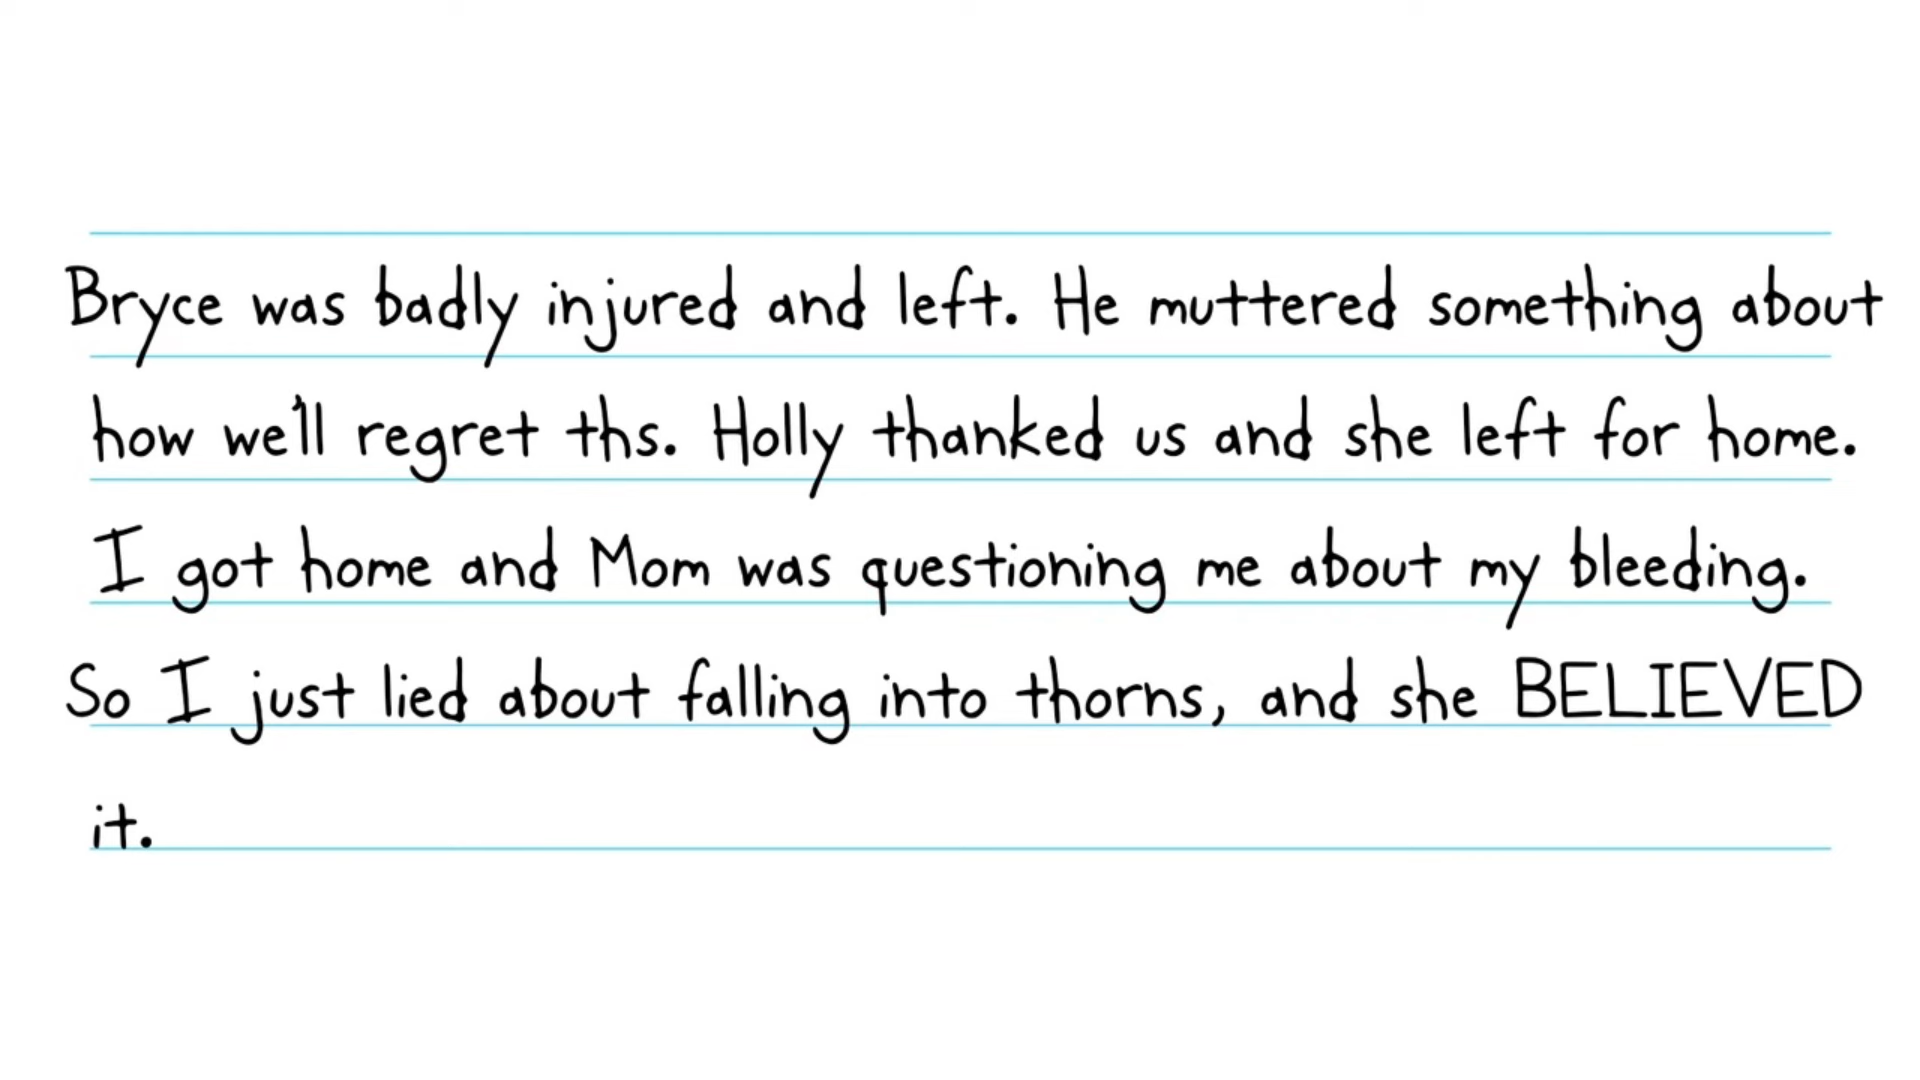 Bryce was badly injured and left. He muttered something about
how we'll regret ths. Holly thanked us and she left for home.
I got home and Mom was questioning me about my bleeding.
So I just lied about falling into thorns, and she BELIEVED
it.